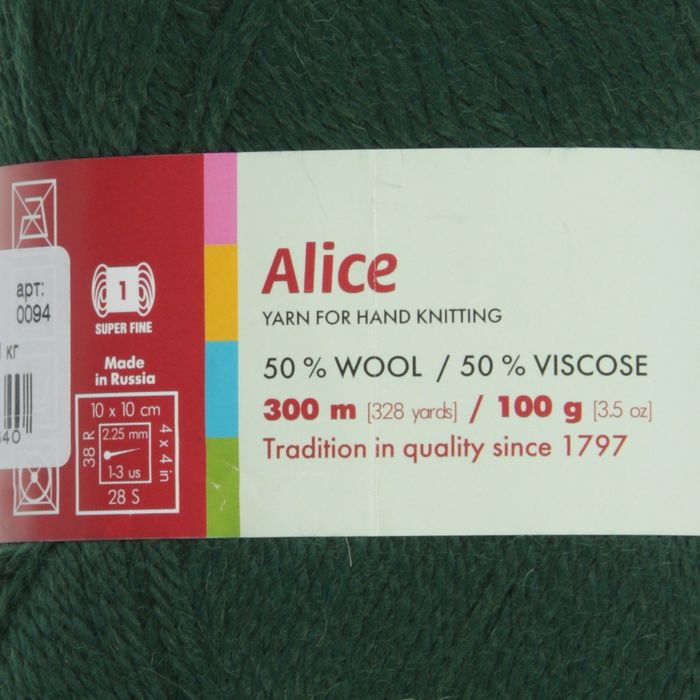 арт:
0094
кг
1
SUPER FINE
Made
in Russia
10 x 10 cm
38 R
2.25 mm
1-3 us
4 x 4 in
28 S
Alice
YARN FOR HAND KNITTING
50 % WOOL / 50 % VISCOSE
300 m [328 yards] / 100 g [3.5 oz]
Tradition in quality since 1797